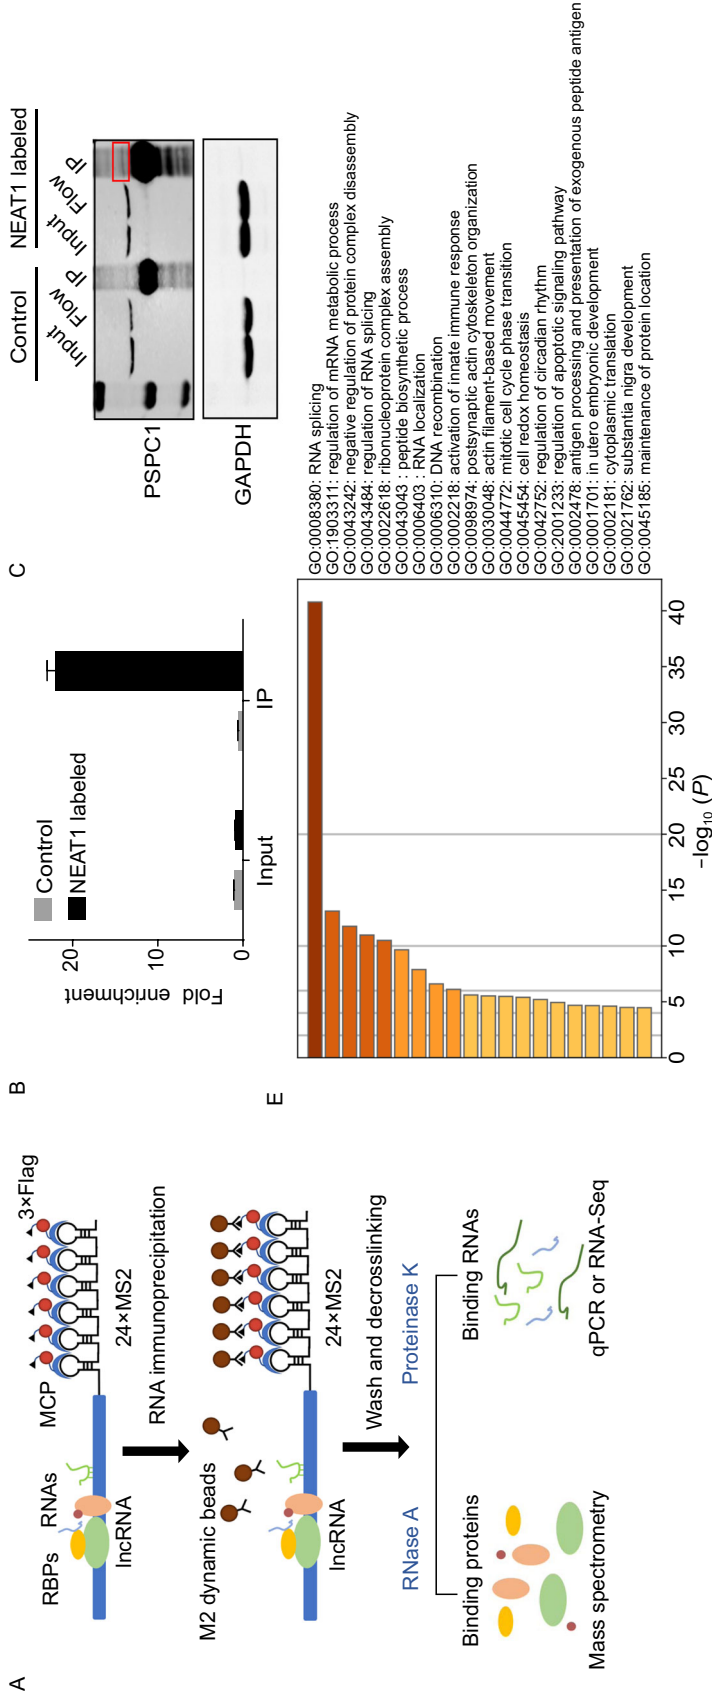 A
RBPs
RNAs
MCP
3×Flag
lncRNA
24×MS2
RNA immunoprecipitation
M2 dynamic beads
lncRNA
24×MS2
Wash and decrosslinking
RNase A
Proteinase K
Binding proteins
Binding RNAs
Mass spectrometry
qPCR or RNA-Seq
B
Control
NEAT1 labeled
Fold enrichment
20
10
0
Input
IP
C
Control
NEAT1 labeled
Input
Flow
IP
Input
Flow
IP
PSPC1
GAPDH
E
GO:0008380: RNA splicing
GO:1903311: regulation of mRNA metabolic process
GO:0043242: negative regulation of protein complex disassembly
GO:0043484: regulation of RNA splicing
GO:0022618: ribonucleoprotein complex assembly
GO:0043043 : peptide biosynthetic process
GO:0006403 : RNA localization
GO:0006310: DNA recombination
GO:0002218: activation of innate immune response
GO:0098974: postsynaptic actin cytoskeleton organization
GO:0030048: actin filament-based movement
GO:0044772: mitotic cell cycle phase transition
GO:0045454: cell redox homeostasis
GO:0042752: regulation of circadian rhythm
GO:2001233: regulation of apoptotic signaling pathway
GO:0002478: antigen processing and presentation of exogenous peptide antigen
GO:0001701: in utero embryonic development
GO:0002181: cytoplasmic translation
GO:0021762: substantia nigra development
GO:0045185: maintenance of protein location
0
5
10
15
20
25
30
35
40
-log10 (P)